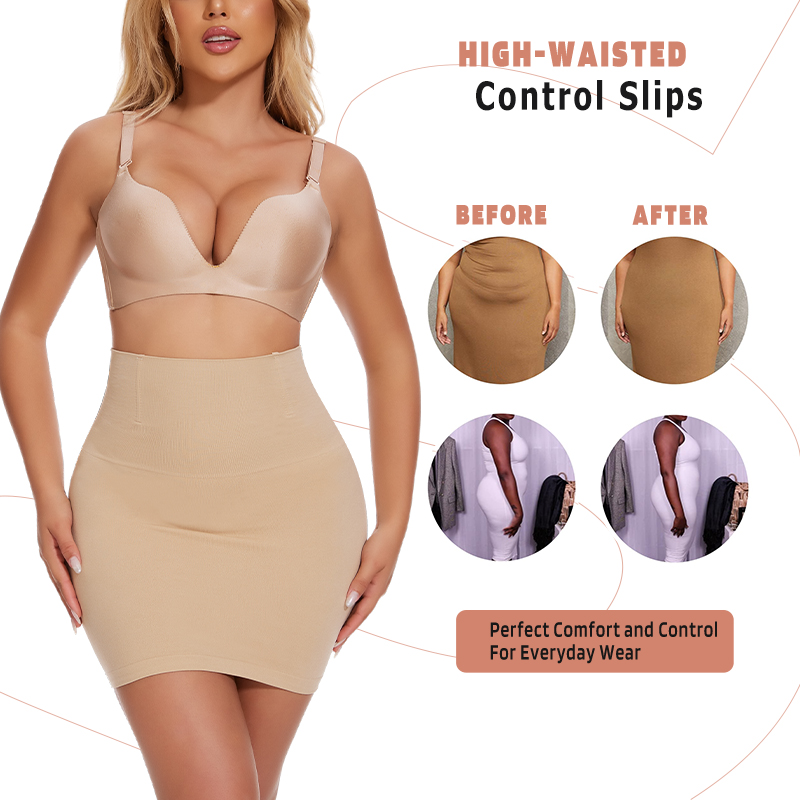 HIGH-WAISTED
Control Slips
BEFORE
AFTER
Perfect Comfort and Control
For Everyday Wear